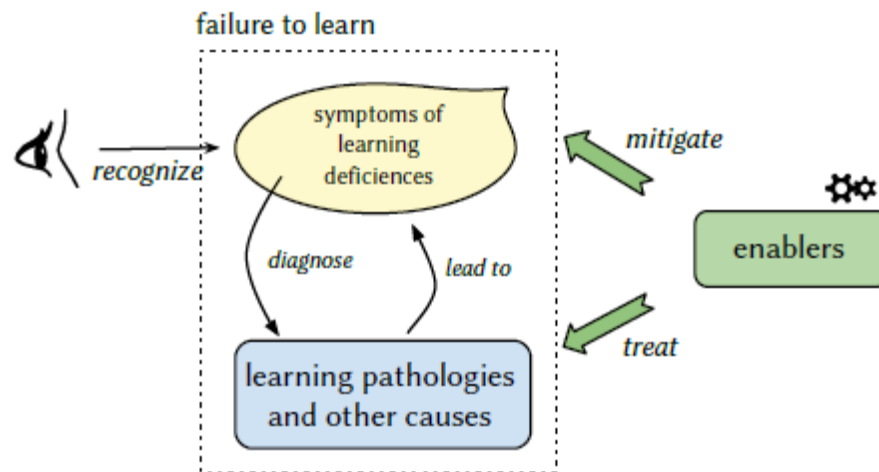 failure to learn
symptoms of
learning
deficiences
mitigate
recognize
enablers
diagnose
lead to
treat
learning pathologies
and other causes